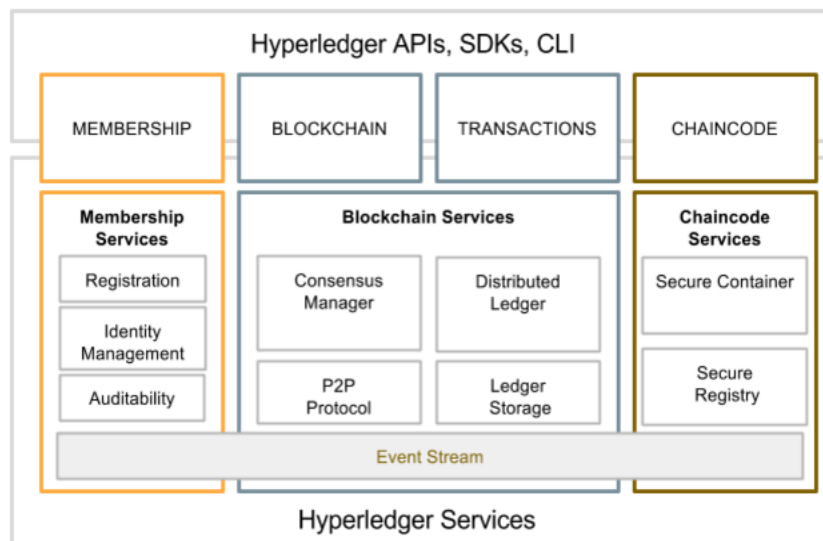 Hyperledger APIs, SDKs, CLI
MEMBERSHIP
BLOCKCHAIN
TRANSACTIONS
CHAINCODE
Membership
Services
Registration
Identity
Management
Auditability
Blockchain Services
Consensus
Manager
Distributed
Ledger
P2P
Protocol
Ledger
Storage
Chaincode
Services
Secure Container
Secure
Registry
Event Stream
Hyperledger Services